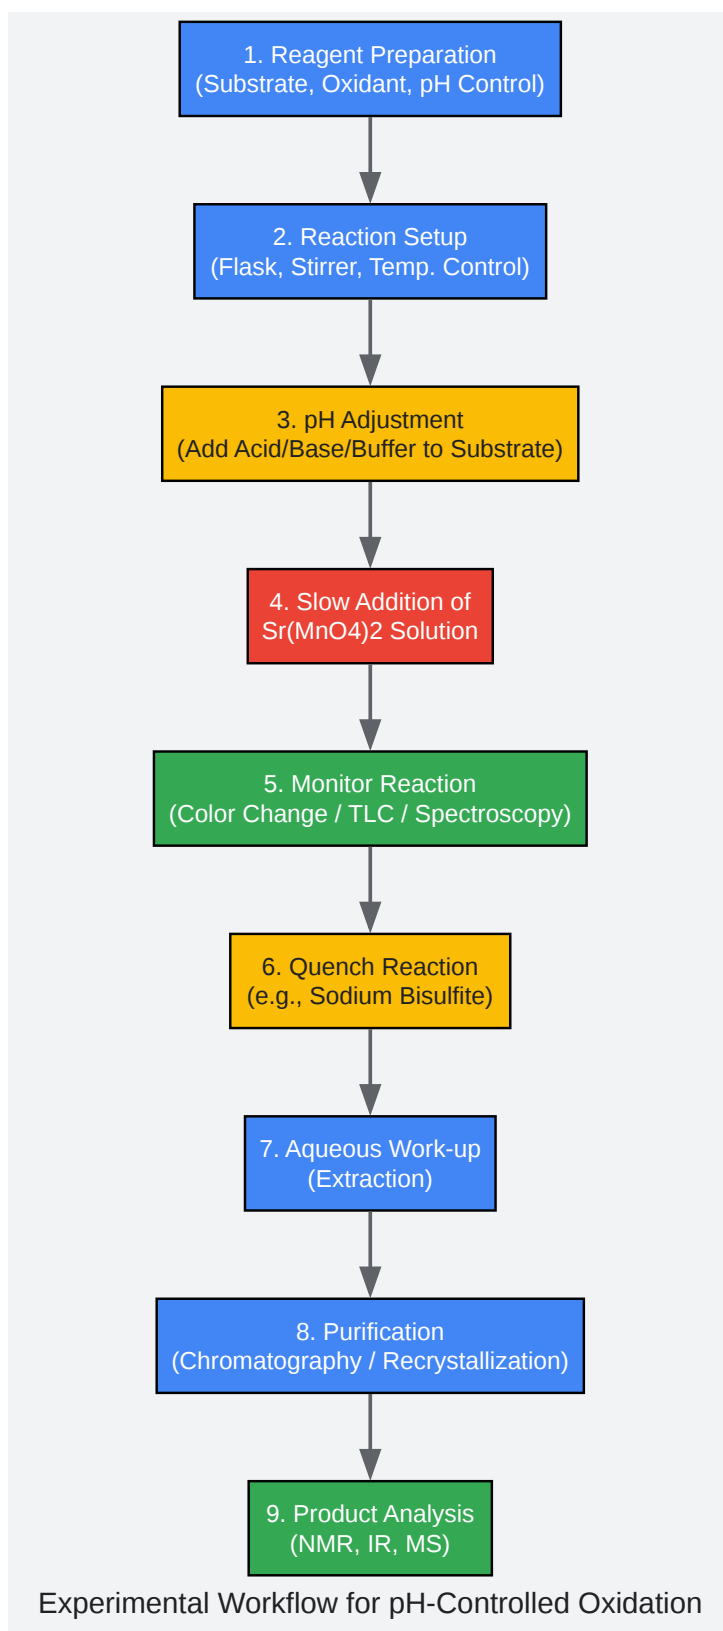 1. Reagent Preparation
(Substrate, Oxidant, pH Control)
2. Reaction Setup
(Flask, Stirrer, Temp. Control)
3. pH Adjustment
(Add Acid/Base/Buffer to Substrate)
4. Slow Addition of
Sr(MnO4)2 Solution
5. Monitor Reaction
(Color Change / TLC / Spectroscopy)
6. Quench Reaction
(e.g., Sodium Bisulfite)
7. Aqueous Work-up
(Extraction)
8. Purification
(Chromatography / Recrystallization)
9. Product Analysis
(NMR, IR, MS)
Experimental Workflow for pH-Controlled Oxidation